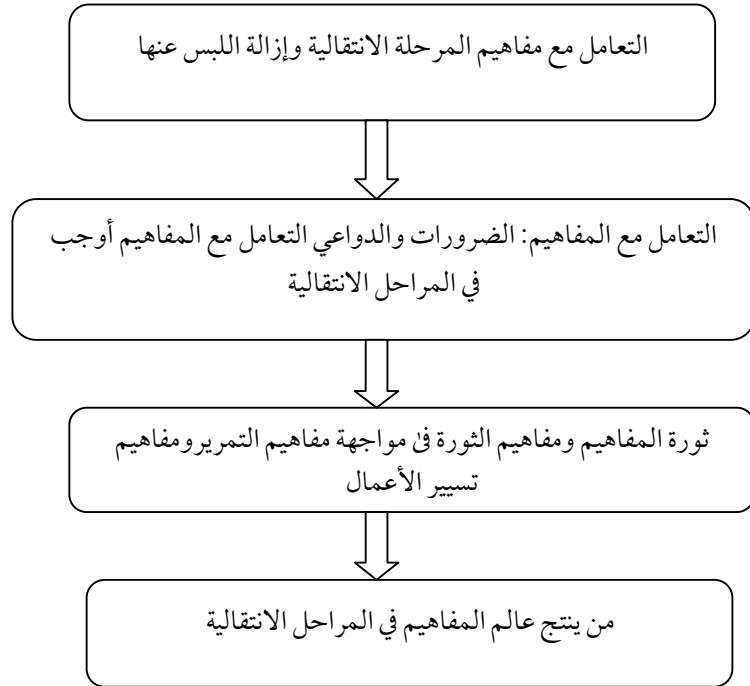 التعامل مع مفاهيم المرحلة الانتقالية وإزالة اللبس عنها
التعامل مع المفاهيم: الضرورات والدواعي التعامل مع المفاهيم أوجب
في المراحل الانتقالية
ثورة المفاهيم ومفاهيم الثورة فى مواجهة مفاهيم التمريرومفاهيم
تسيير الأعمال
من ينتج عالم المفاهيم في المراحل الانتقالية